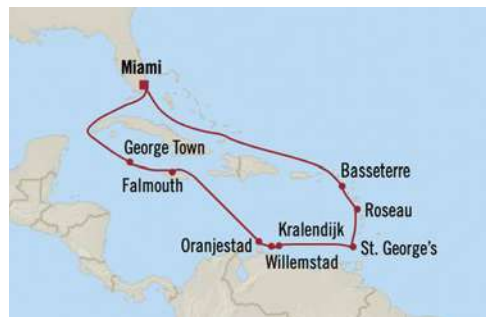 Miami
George Town
Falmouth
Basseterre
Roseau
Kralendijk
Oranjestad
St. George's
Willemstad